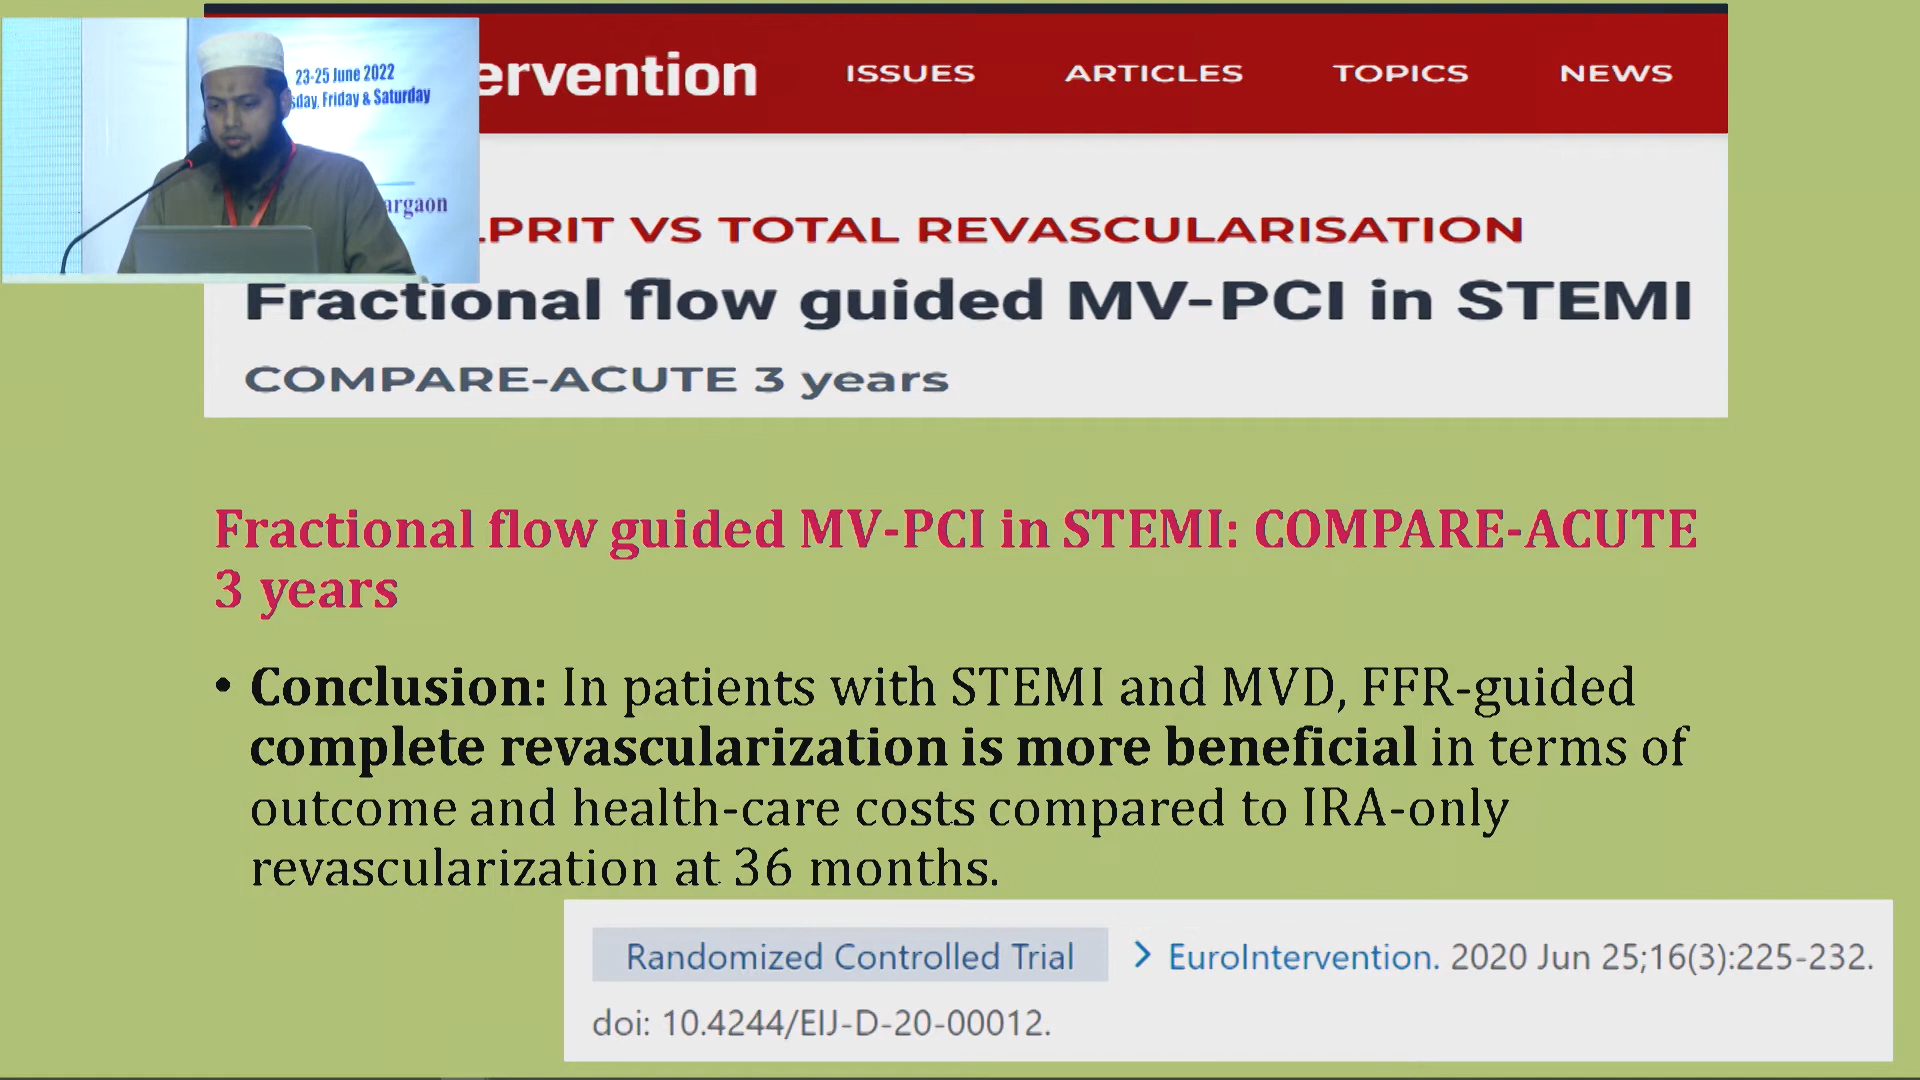 23-25 June 2022
sday, Friday & Saturday
argaon
ervention
ISSUES ARTICLES TOPICS NEWS
LPRIT VS TOTAL REVASCULARISATION
Fractional flow guided MV-PCI in STEMI
COMPARE-ACUTE 3 years
Fractional flow guided MV-PCI in STEMI: COMPARE-ACUTE
3 years
• Conclusion: In patients with STEMI and MVD, FFR-guided
complete revascularization is more beneficial in terms of
outcome and health-care costs compared to IRA-only
revascularization at 36 months.
Randomized Controlled Trial > EuroIntervention. 2020 Jun 25;16(3):225-232.
doi: 10.4244/EIJ-D-20-00012.